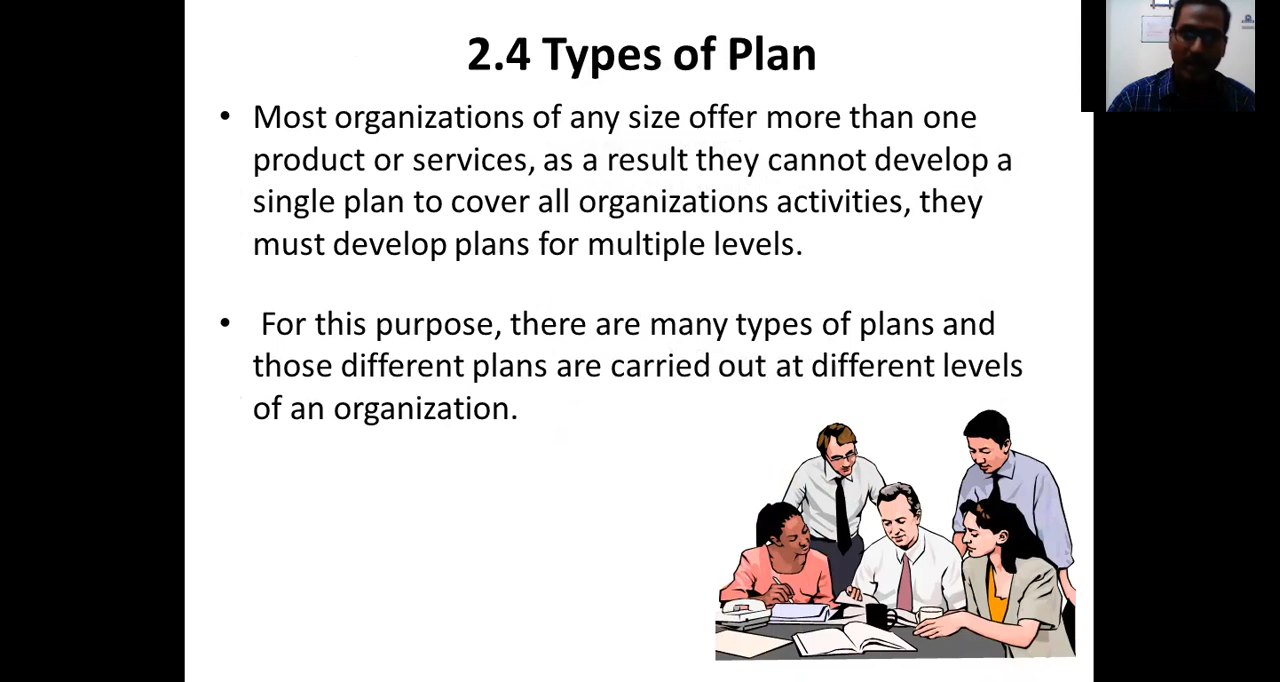 2.4 Types of Plan
• Most organizations of any size offer more than one
product or services, as a result they cannot develop a
single plan to cover all organizations activities, they
must develop plans for multiple levels.
• For this purpose, there are many types of plans and
those different plans are carried out at different levels
of an organization.